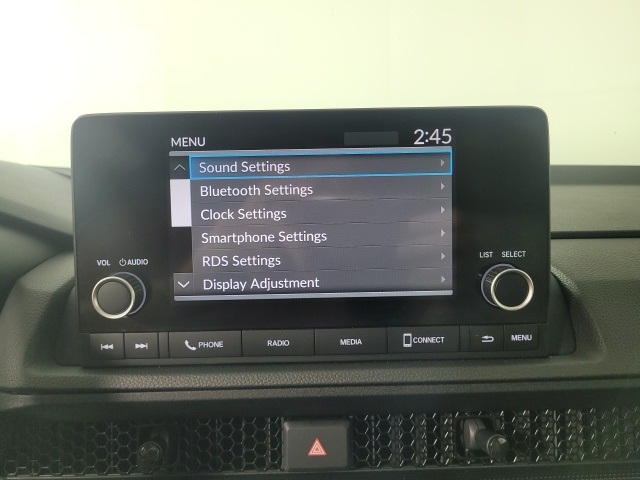 MENU 2:45
Sound Settings
Bluetooth Settings
Clock Settings
Smartphone Settings
RDS Settings
Display Adjustment
VOL AUDIO
LIST SELECT
PHONE RADIO MEDIA CONNECT MENU